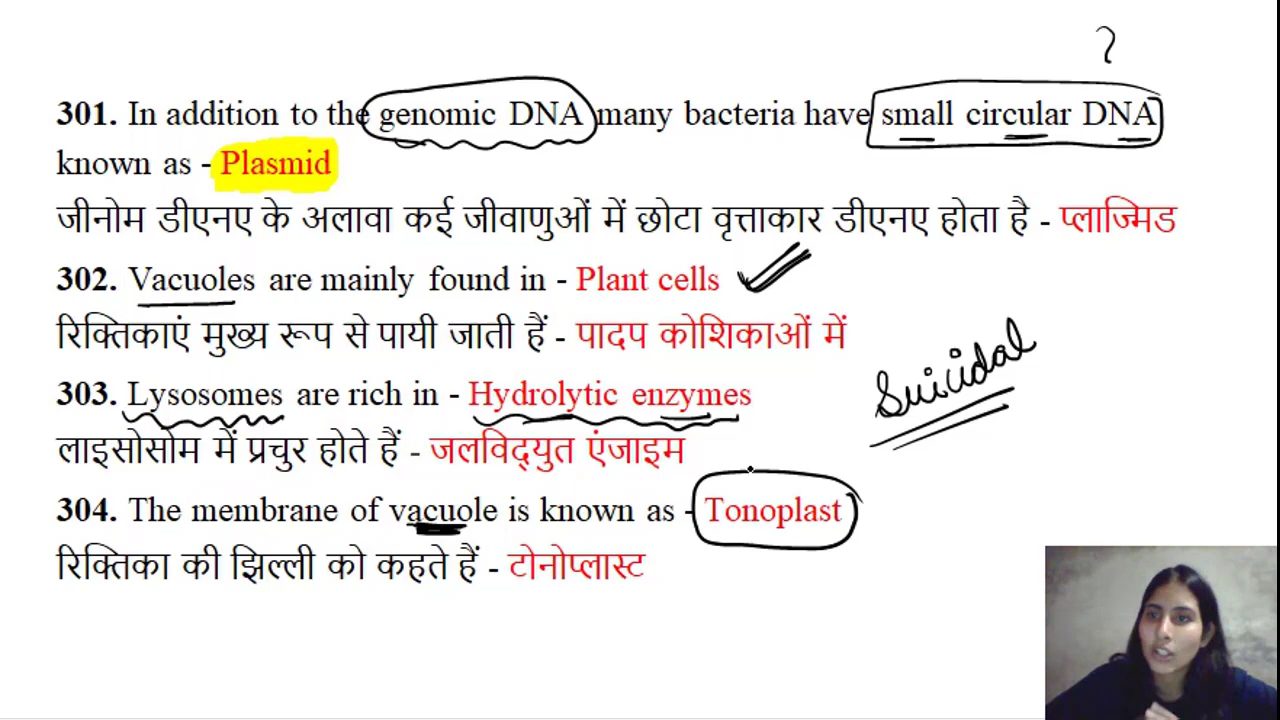 ?
301. In addition to the genomic DNA many bacteria have small circular DNA
known as - Plasmid
जीनोम डीएनए के अलावा कई जीवाणुओं में छोटा वृत्ताकार डीएनए होता है - प्लाज्मिड
302. Vacuoles are mainly found in - Plant cells
रिक्तिकाएं मुख्य रूप से पायी जाती हैं - पादप कोशिकाओं में
303. Lysosomes are rich in - Hydrolytic enzymes
Suicidal
लाइसोसोम में प्रचुर होते हैं - जलविद्युत एंजाइम
304. The membrane of vacuole is known as - Tonoplast
रिक्तिका की झिल्ली को कहते हैं - टोनोप्लास्ट